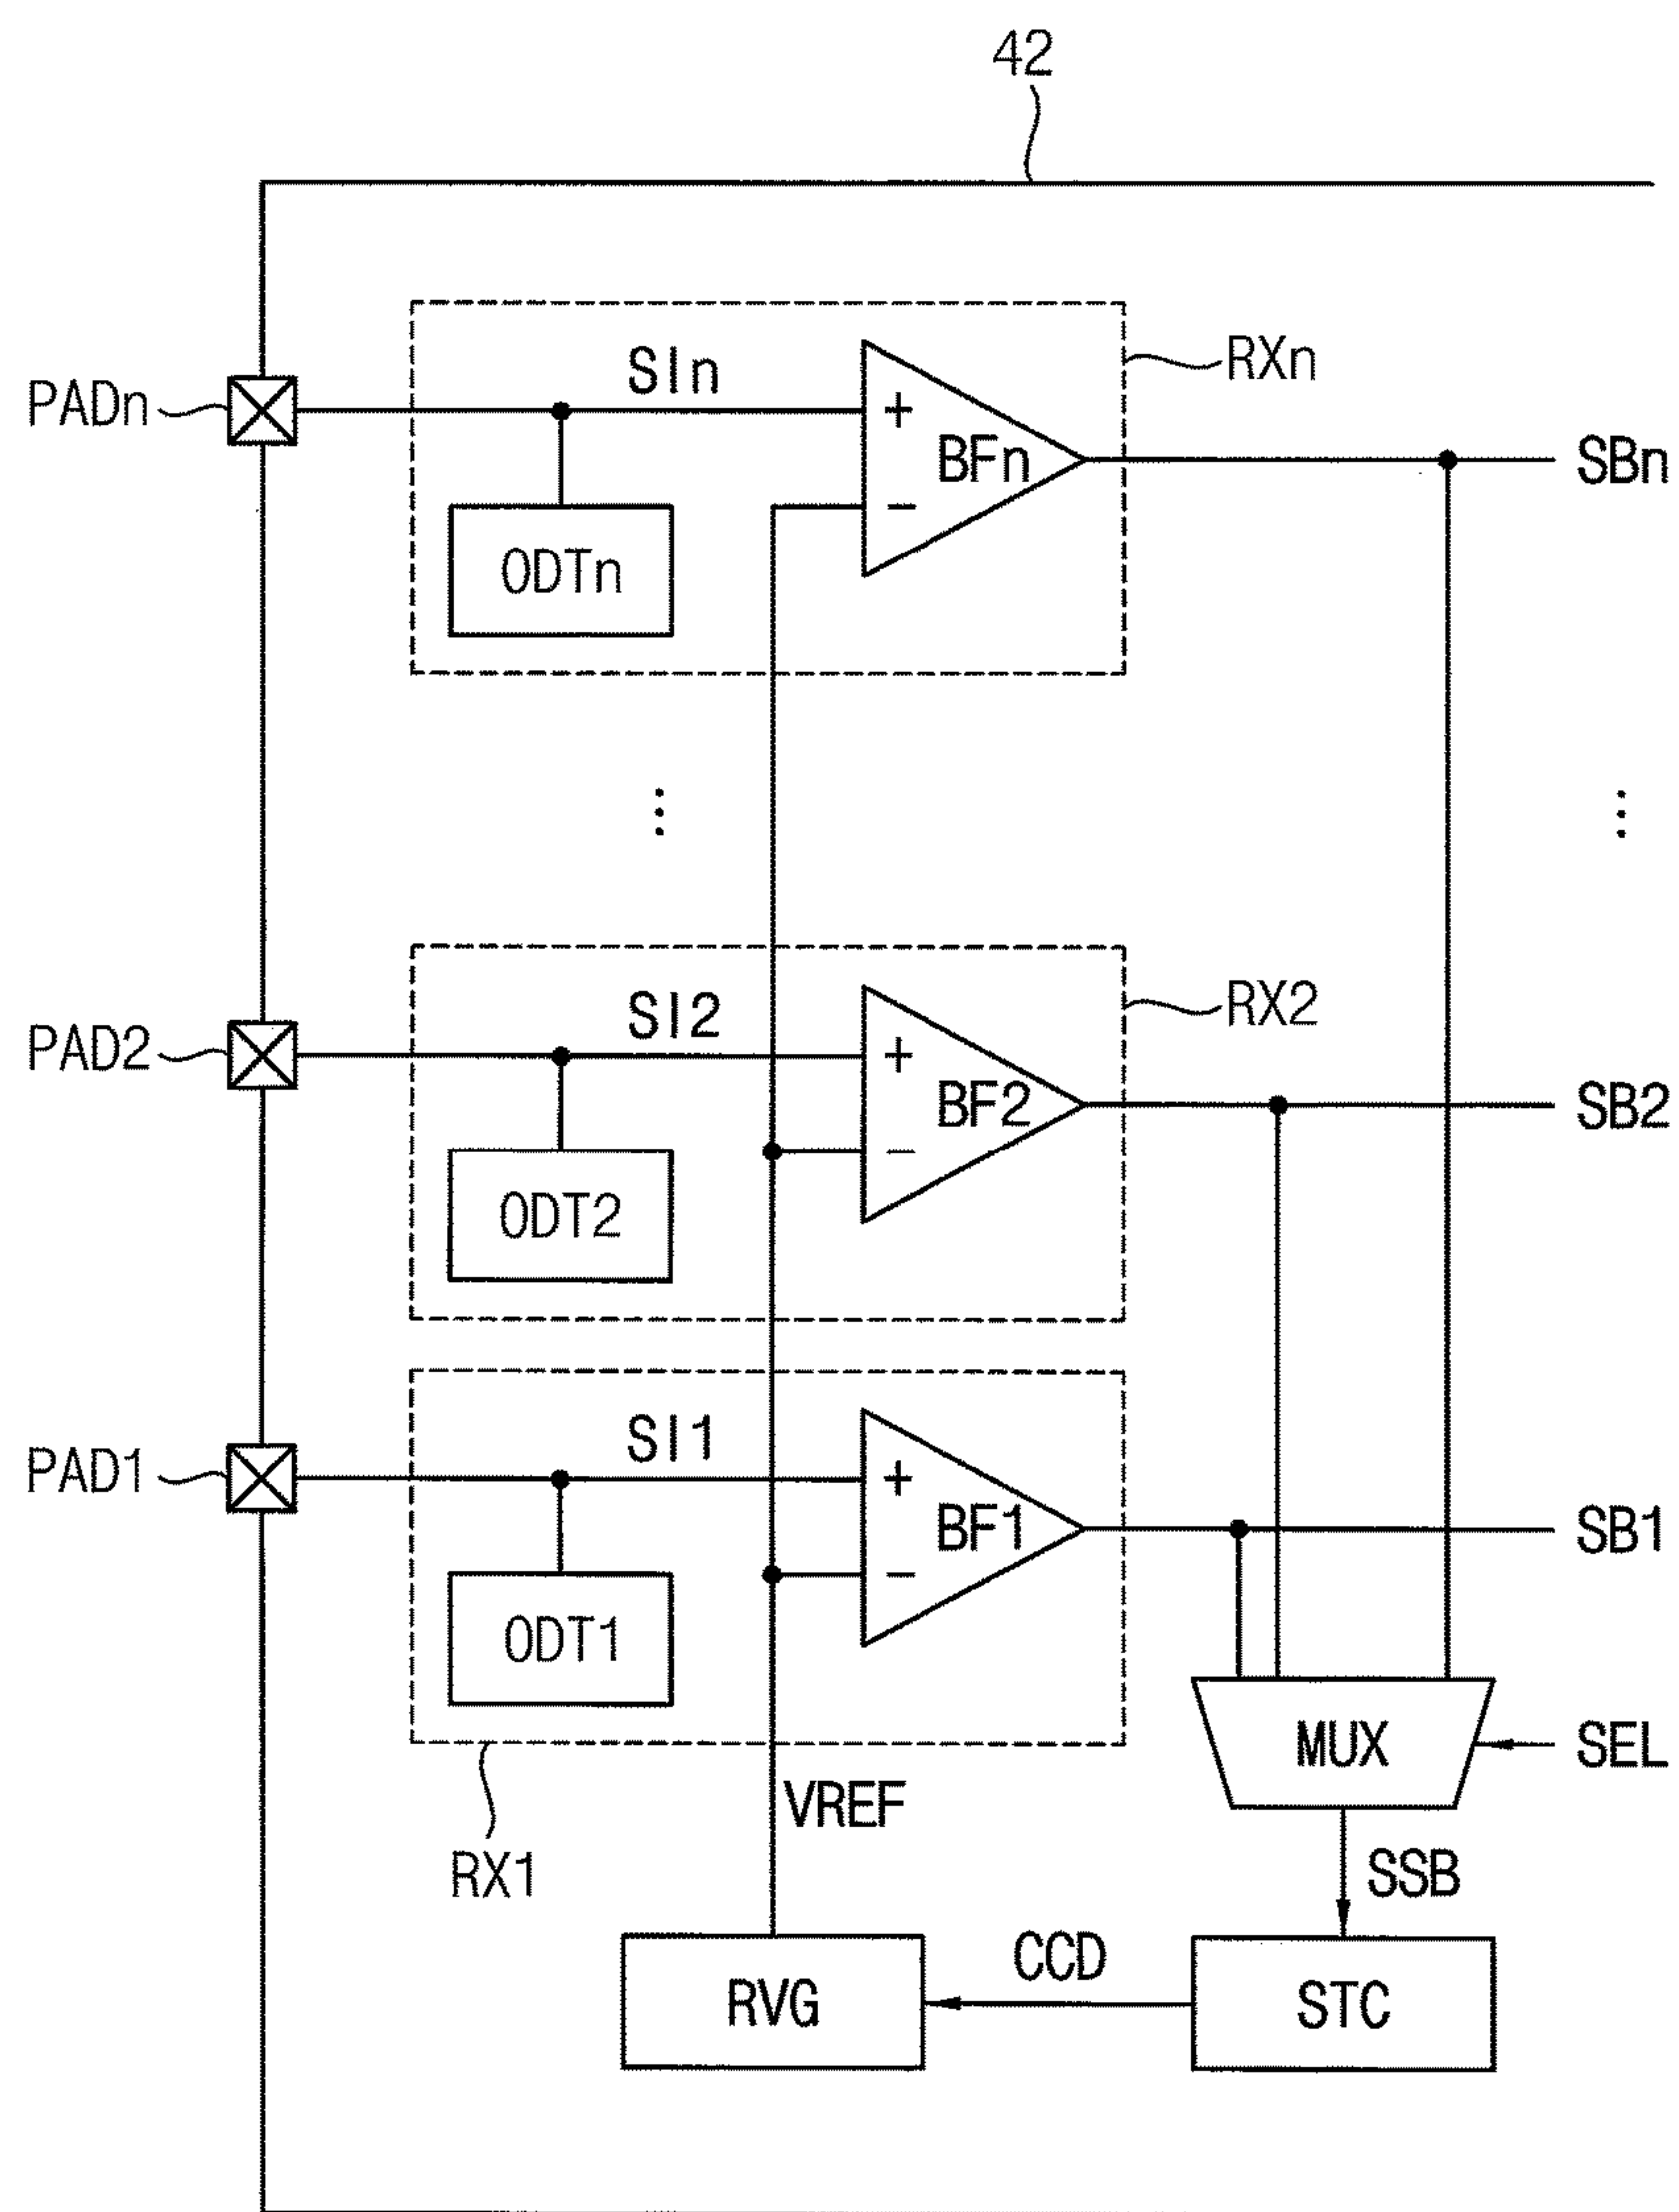 42
SIn
RXn
PADn
+
BFn
SBn
−
ODTn
SI2
RX2
PAD2
+
BF2
SB2
−
ODT2
SI1
PAD1
+
BF1
SB1
−
ODT1
MUX
SEL
VREF
RX1
SSB
CCD
RVG
STC